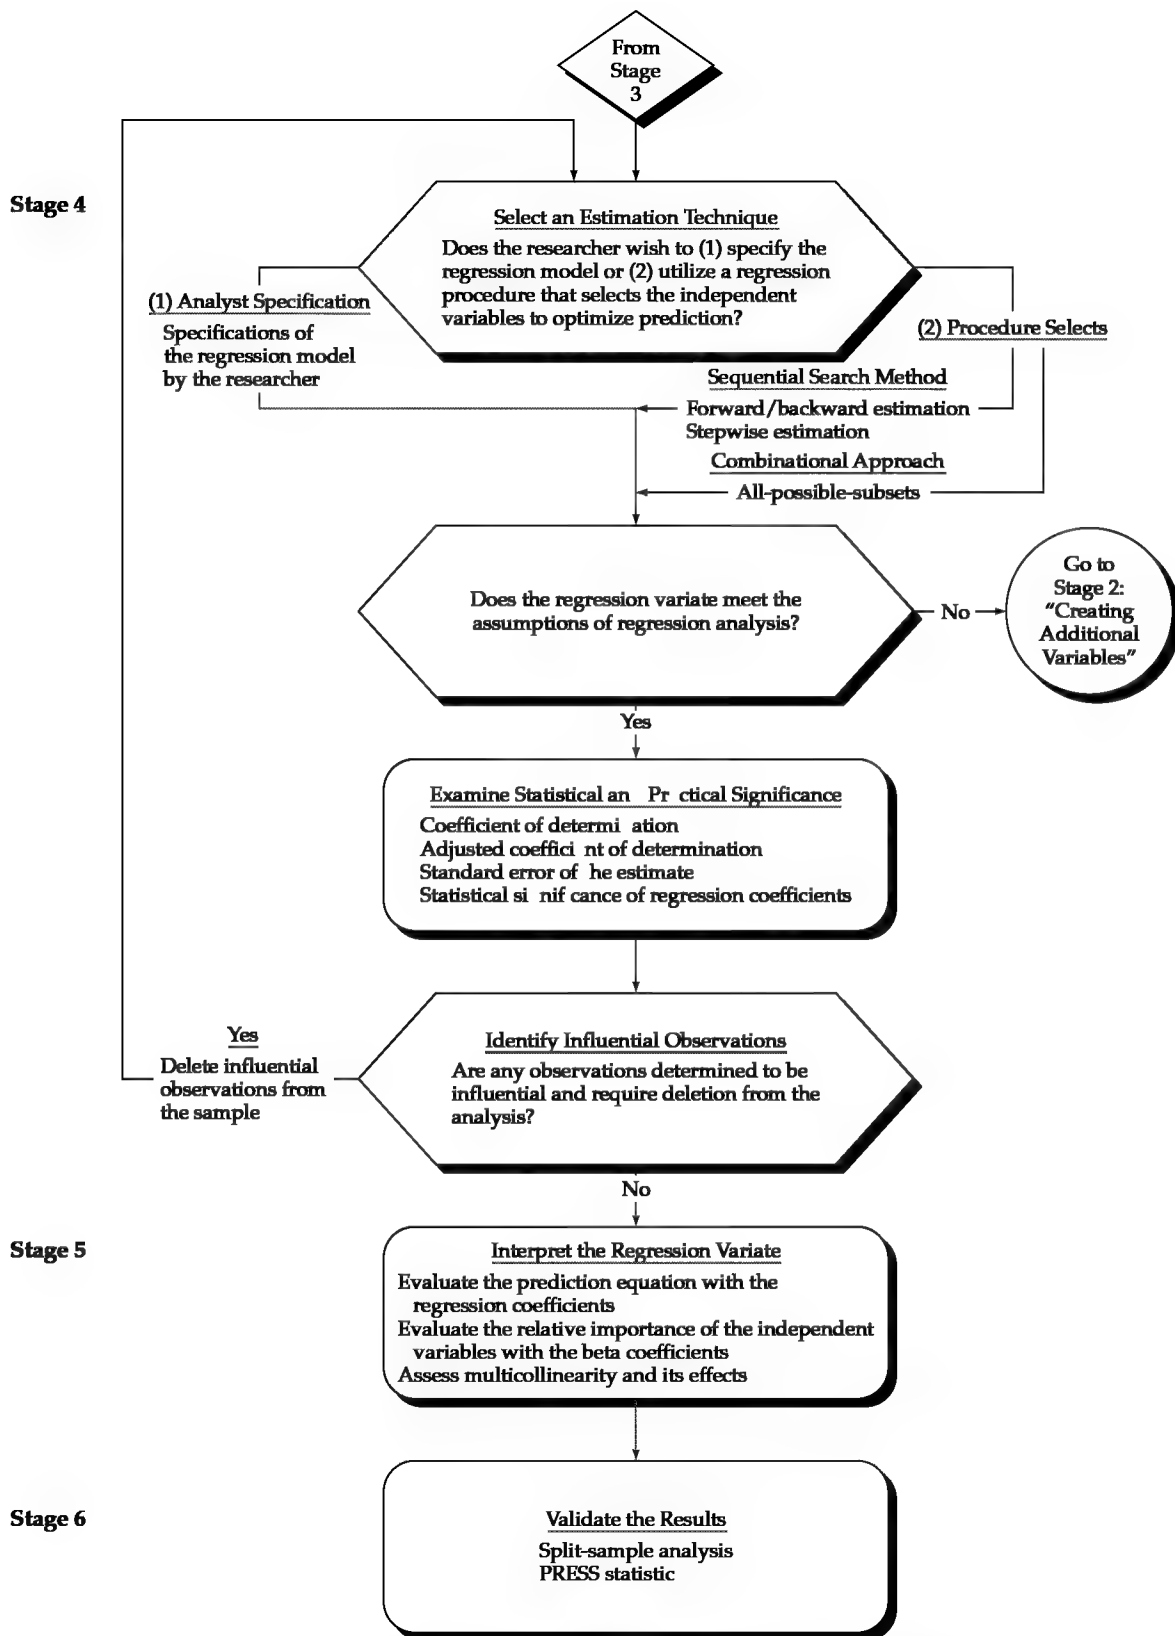 From
Stage
3
Stage 4
Select an Estimation Technique
Does the researcher wish to (1) specify the
regression model or (2) utilize a regression
procedure that selects the independent
variables to optimize prediction?
(1) Analyst Specification
Specifications of
the regression model
by the researcher
(2) Procedure Selects
Sequential Search Method
Forward/backward estimation
Stepwise estimation
Combinational Approach
All-possible-subsets
Does the regression variate meet the
assumptions of regression analysis?
No
Go to
Stage 2:
"Creating
Additional
Variables"
Yes
Examine Statistical an Pr ctical Significance
Coefficient of determi ation
Adjusted coeffici nt of determination
Standard error of he estimate
Statistical si nif cance of regression coefficients
Yes
Delete influential
observations from
the sample
Identify Influential Observations
Are any observations determined to be
influential and require deletion from the
analysis?
No
Stage 5
Interpret the Regression Variate
Evaluate the prediction equation with the
regression coefficients
Evaluate the relative importance of the independent
variables with the beta coefficients
Assess multicollinearity and its effects
Stage 6
Validate the Results
Split-sample analysis
PRESS statistic